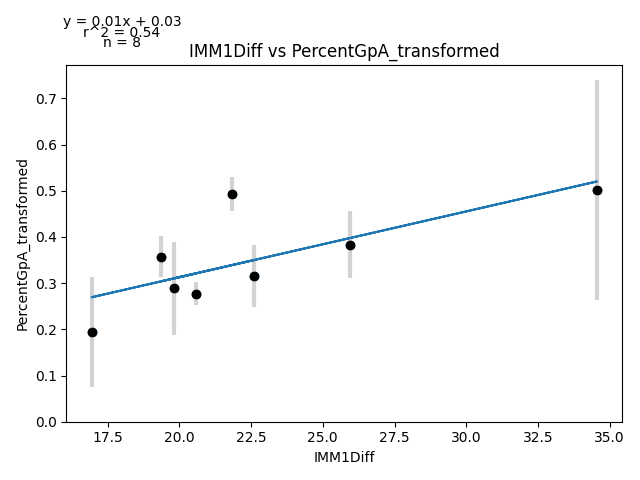 y = 0.01x + 0.03
r^2 = 0.54
n = 8
IMM1Diff vs PercentGpA_transformed
PercentGpA_transformed
0.7
0.6
0.5
0.4
0.3
0.2
0.1
0.0
17.5 20.0 22.5 25.0 27.5 30.0 32.5 35.0
IMM1Diff